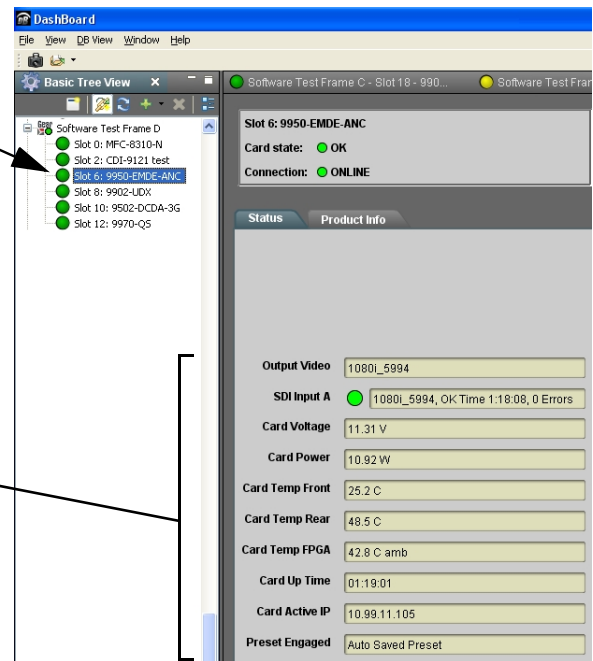 DashBoard
File View DB View Window Help
Basic Tree View
Software Test Frame D
Slot 0: MFC-8310-N
Slot 2: CDI-9121 test
Slot 6: 9950-EMDE-ANC
Slot 8: 9902-UDX
Slot 10: 9502-DCDA-3G
Slot 12: 9970-QS
Software Test Frame C - Slot 18 - 990... Software Test Fra
Slot 6: 9950-EMDE-ANC
Card state: OK
Connection: ONLINE
Status Product Info
Output Video 1080i_5994
SDI Input A 1080i_5994, OK Time 1:18:08, 0 Errors
Card Voltage 11.31 V
Card Power 10.92 W
Card Temp Front 25.2 C
Card Temp Rear 48.5 C
Card Temp FPGA 42.8 C amb
Card Up Time 01:19:01
Card Active IP 10.99.11.105
Preset Engaged Auto Saved Preset